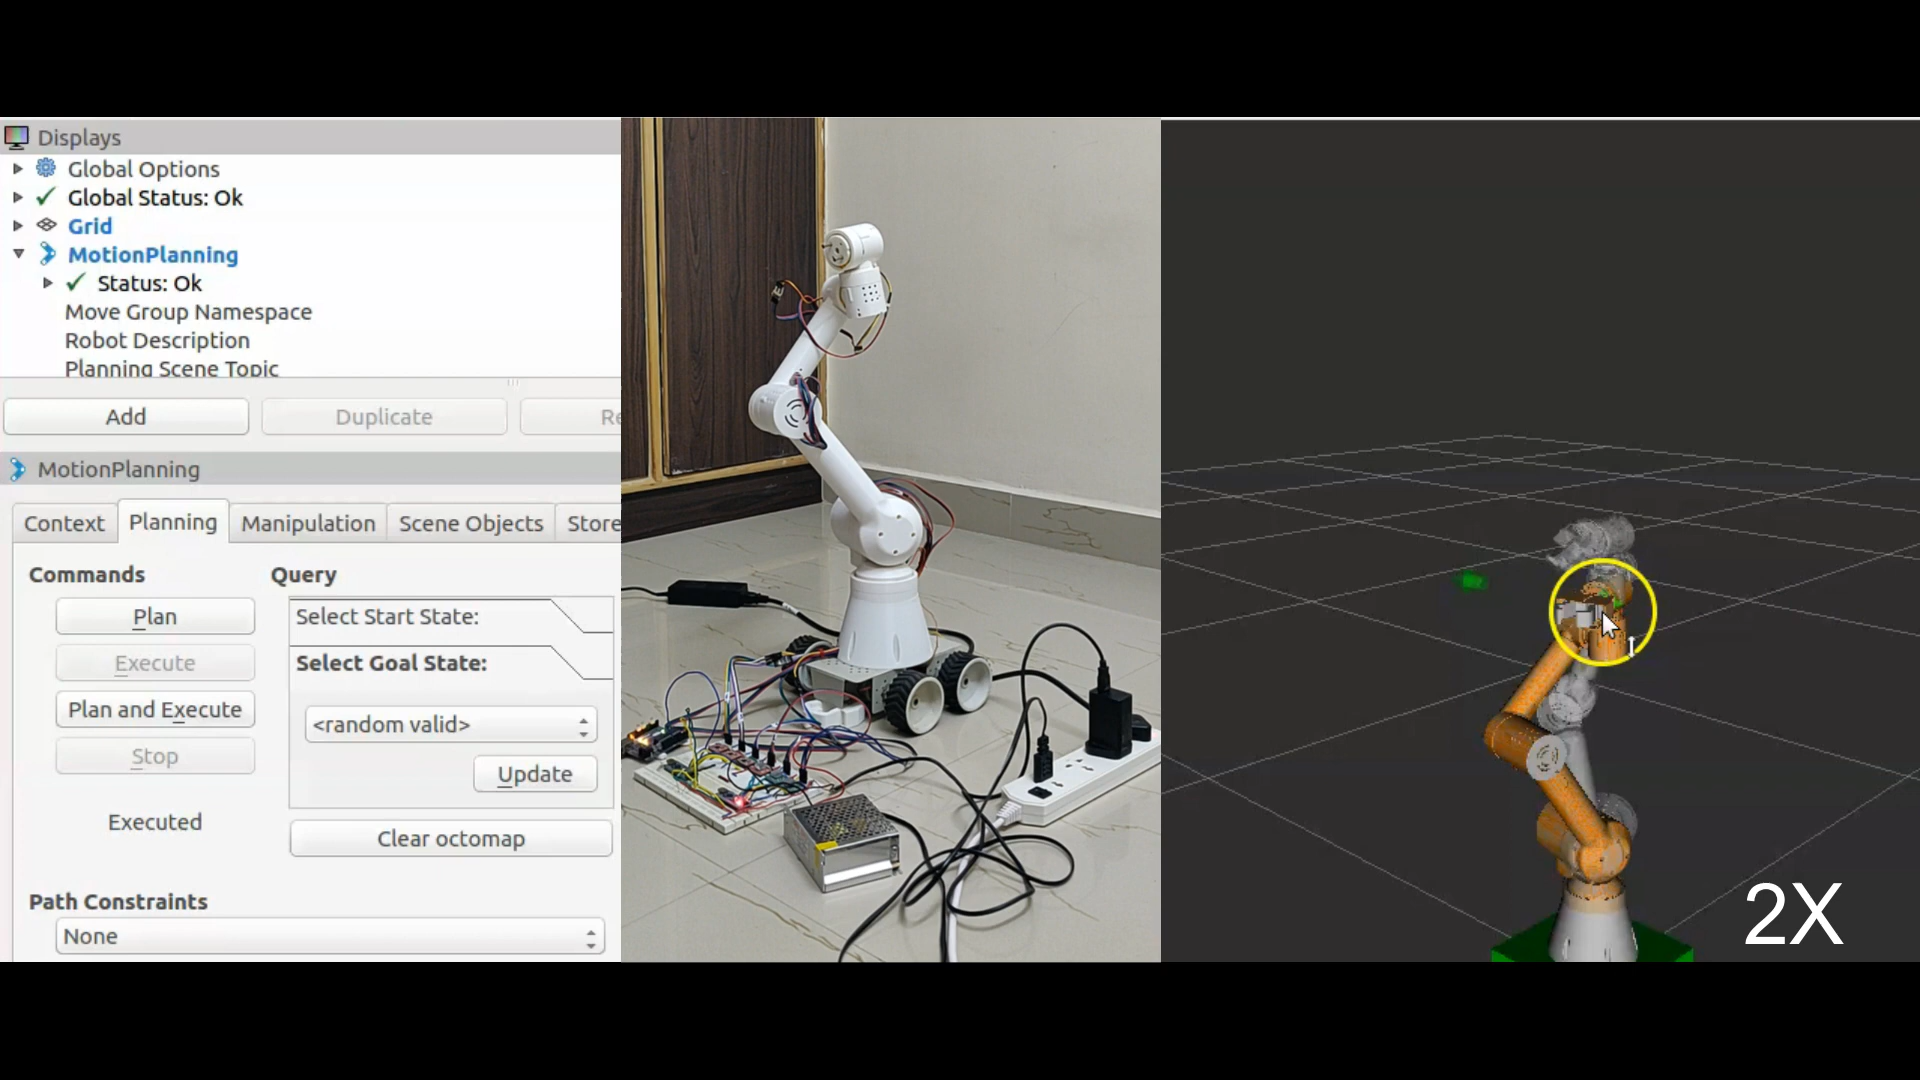 Displays
Global Options
Global Status: Ok
Grid
MotionPlanning
Status: Ok
Move Group Namespace
Robot Description
Planning Scene Topic
Add Duplicate Re
MotionPlanning
Context Planning Manipulation Scene Objects Store
Commands Query
Plan Select Start State:
Execute Select Goal State:
Plan and Execute <random valid>
Stop Update
Executed Clear octomap
Path Constraints
None
2X